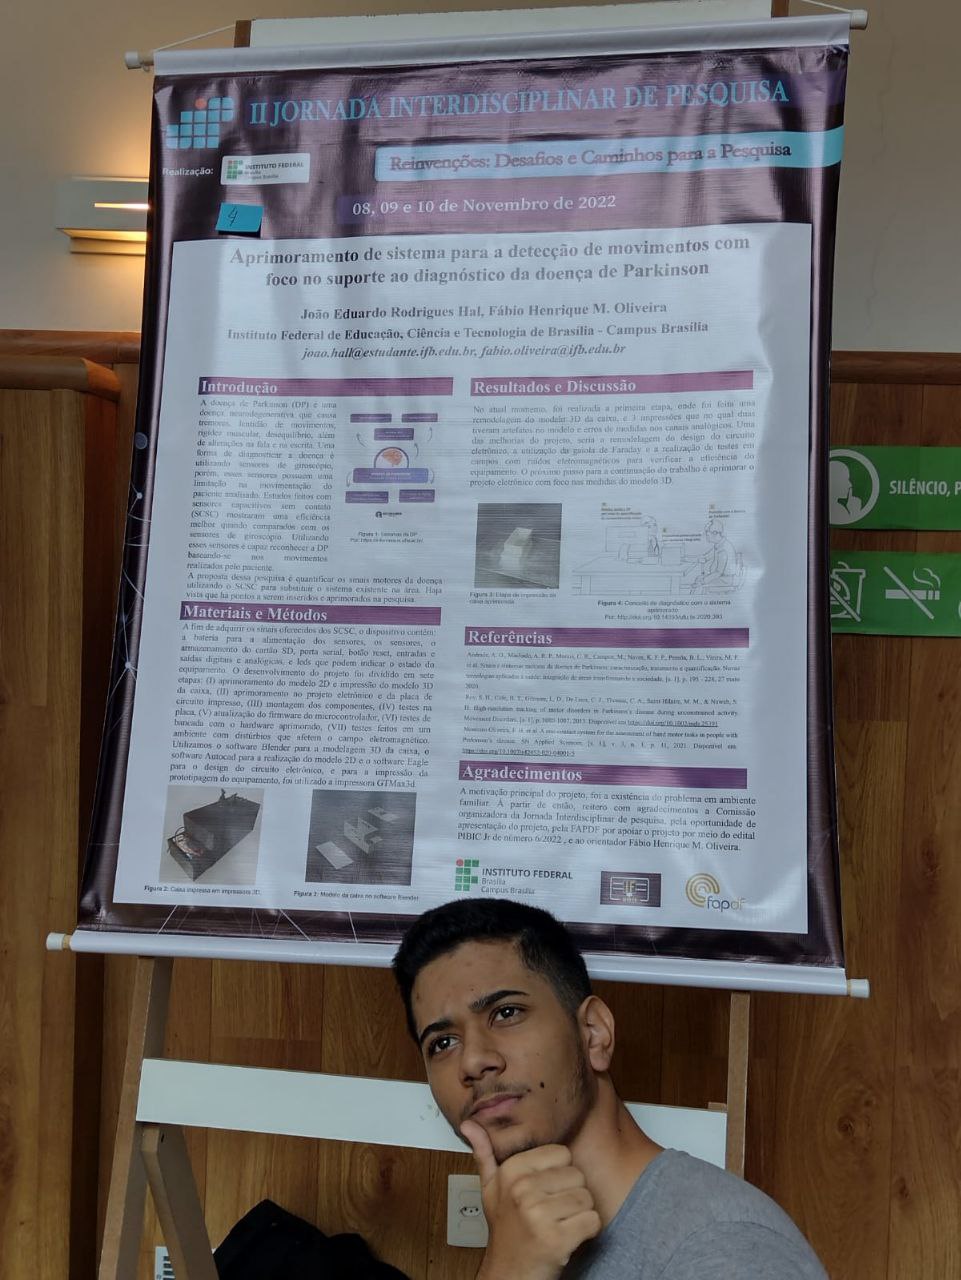 II JORNADA INTERDISCIPLINAR DE PESQUISA
Realização:
INSTITUTO FEDERAL
Brasília
Campus Brasília
Reinvenções: Desafios e Caminhos para a Pesquisa
08, 09 e 10 de Novembro de 2022
4
Aprimoramento de sistema para a detecção de movimentos com
foco no suporte ao diagnóstico da doença de Parkinson
João Eduardo Rodrigues Hal, Fábio Henrique M. Oliveira
Instituto Federal de Educação, Ciência e Tecnologia de Brasília - Campus Brasília
joao.hall@estudante.ifb.edu.br, fabio.oliveira@ifb.edu.br
Introdução
A doença de Parkinson (DP) é uma
doença neurodegenerativa que causa
tremores, lentidão de movimentos,
rigidez muscular, desequilíbrio, além
de alterações na fala e na escrita. Uma
forma de diagnosticar a doença é
utilizando sensores de giroscópio,
porém, esses sensores possuem uma
limitação na movimentação do
paciente analisado. Estudos feitos com
sensores capacitivos sem contato
(SCSC) mostraram uma eficiência
melhor quando comparados com os
sensores de giroscópio. Utilizando
esses sensores é capaz reconhecer a DP
baseando-se nos movimentos
realizados pelo paciente.
Figura 1: Sintomas da DP
A proposta dessa pesquisa é quantificar os sinais motores da doença
utilizando o SCSC para substituir o sistema existente na área. Haja
vista que há pontos a serem inseridos e aprimorados na pesquisa.
Materiais e Métodos
A fim de adquirir os sinais oferecidos dos SCSC, o dispositivo contém:
a bateria para a alimentação dos sensores, os sensores, o
armazenamento do cartão SD, porta serial, botão reset, entradas e
saídas digitais e analógicas, e leds que podem indicar o estado do
equipamento. O desenvolvimento do projeto foi dividido em sete
etapas: (I) aprimoramento do modelo 2D e impressão do modelo 3D
da caixa, (II) aprimoramento no projeto eletrônico e da placa de
circuito impresso, (III) montagem dos componentes, (IV) testes na
placa, (V) atualização do firmware do microcontrolador, (VI) testes de
bancada com o hardware aprimorado, (VII) testes feitos em um
ambiente com distúrbios que afetem o campo eletromagnético.
Utilizamos o software Blender para a modelagem 3D da caixa, o
software Autocad para a realização do modelo 2D e o software Eagle
para o design do circuito eletrônico, e para a impressão da
prototipagem do equipamento, foi utilizado a impressora GTMax3d.
Figura 2: Caixa impressa em impressora 3D.
Figura 2: Modelo da caixa no software Blender
Resultados e Discussão
No atual momento, foi realizada a primeira etapa, onde foi feita uma
remodelagem do modelo 3D da caixa, e 3 impressões que no qual duas
tiveram artefatos no modelo e erros de medidas nos canais analógicos. Uma
das melhorias do projeto, seria a remodelagem do design do circuito
eletrônico, a utilização da gaiola de Faraday e a realização de testes em
campos com ruídos eletromagnéticos para verificar a eficiência do
equipamento. O próximo passo para a continuação do trabalho é aprimorar o
projeto eletrônico com foco nas medidas do modelo 3D.
Figura 3: Etapa de impressão da
caixa aprimorada.
Figura 4: Conceito de diagnóstico com o sistema
aprimorado
Referências
Agradecimentos
A motivação principal do projeto, foi a existência do problema em ambiente
familiar. À partir de então, reitero com agradecimentos a Comissão
organizadora da Jornada Interdisciplinar de pesquisa, pela oportunidade de
apresentação do projeto, pela FAPDF por apoiar o projeto por meio do edital
PIBIC Jr de número 6/2022 , e ao orientador Fábio Henrique M. Oliveira.
INSTITUTO FEDERAL
Brasília
Campus Brasília
fapdf
SILÊNCIO, P